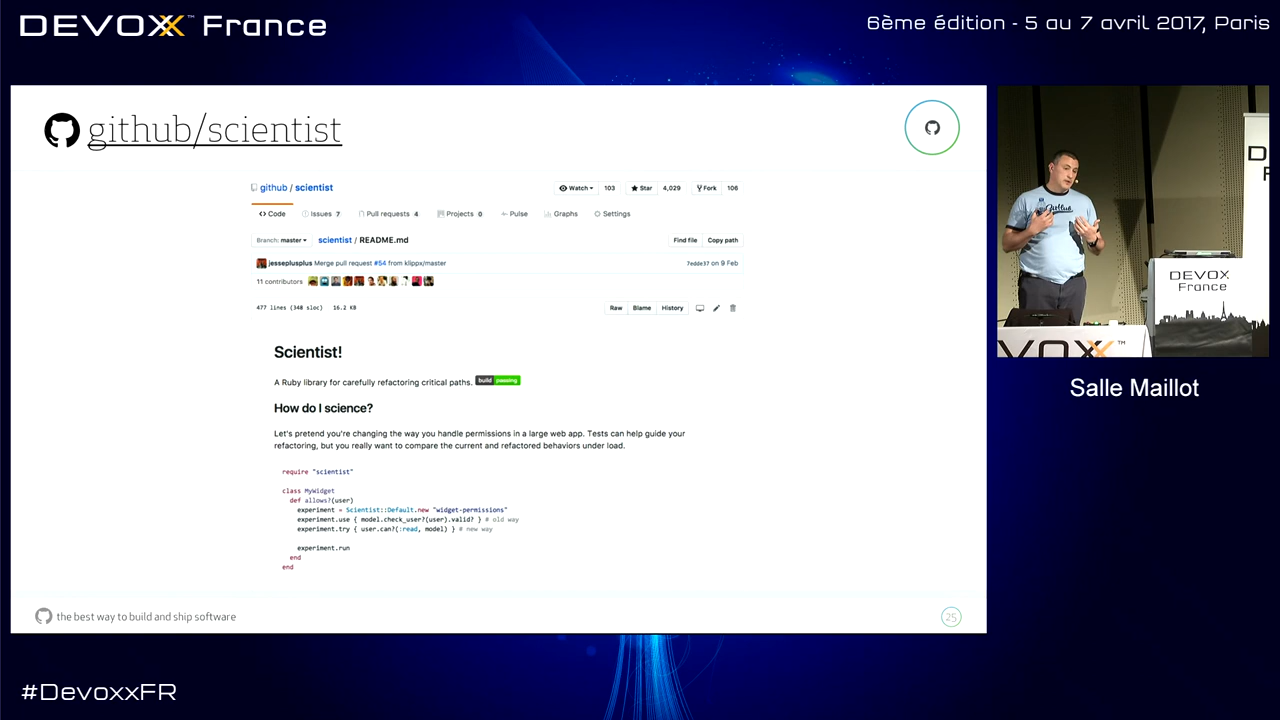 DEVOXX™ France
6ème édition - 5 au 7 avril 2017, Paris
github/scientist
github / scientist
Watch 103 Star 4,029 Fork 106
Code Issues 7 Pull requests 4 Projects 0 Pulse Graphs Settings
Branch: master scientist / README.md Find file Copy path
jesseplusplus Merge pull request #54 from klippx/master 7edde37 on 9 Feb
11 contributors
477 lines (348 sloc) 16.2 KB Raw Blame History
Scientist!
A Ruby library for carefully refactoring critical paths. build passing
How do I science?
Let's pretend you're changing the way you handle permissions in a large web app. Tests can help guide your
refactoring, but you really want to compare the current and refactored behaviors under load.
require "scientist"
class MyWidget
def allows?(user)
experiment = Scientist::Default.new "widget-permissions"
experiment.use { model.check_user?(user).valid? } # old way
experiment.try { user.can?(:read, model) } # new way
experiment.run
end
end
the best way to build and ship software
25
GitHub
DEVOX
France
VOXX™
Salle Maillot
#DevoxxFR